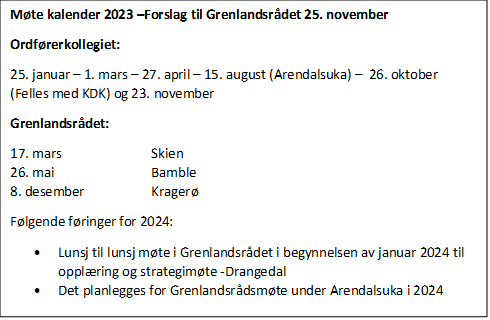 Møte kalender 2023 –Forslag til Grenlandsrådet 25. november
Ordførerkollegiet:
25. januar – 1. mars – 27. april – 15. august (Arendalsuka) – 26. oktober
(Felles med KDK) og 23. november
Grenlandsrådet:
17. mars Skien
26. mai Bamble
8. desember Kragerø
Følgende føringer for 2024:
• Lunsj til lunsj møte i Grenlandsrådet i begynnelsen av januar 2024 til
opplæring og strategimøte -Drangedal
• Det planlegges for Grenlandsrådsmøte under Arendalsuka i 2024